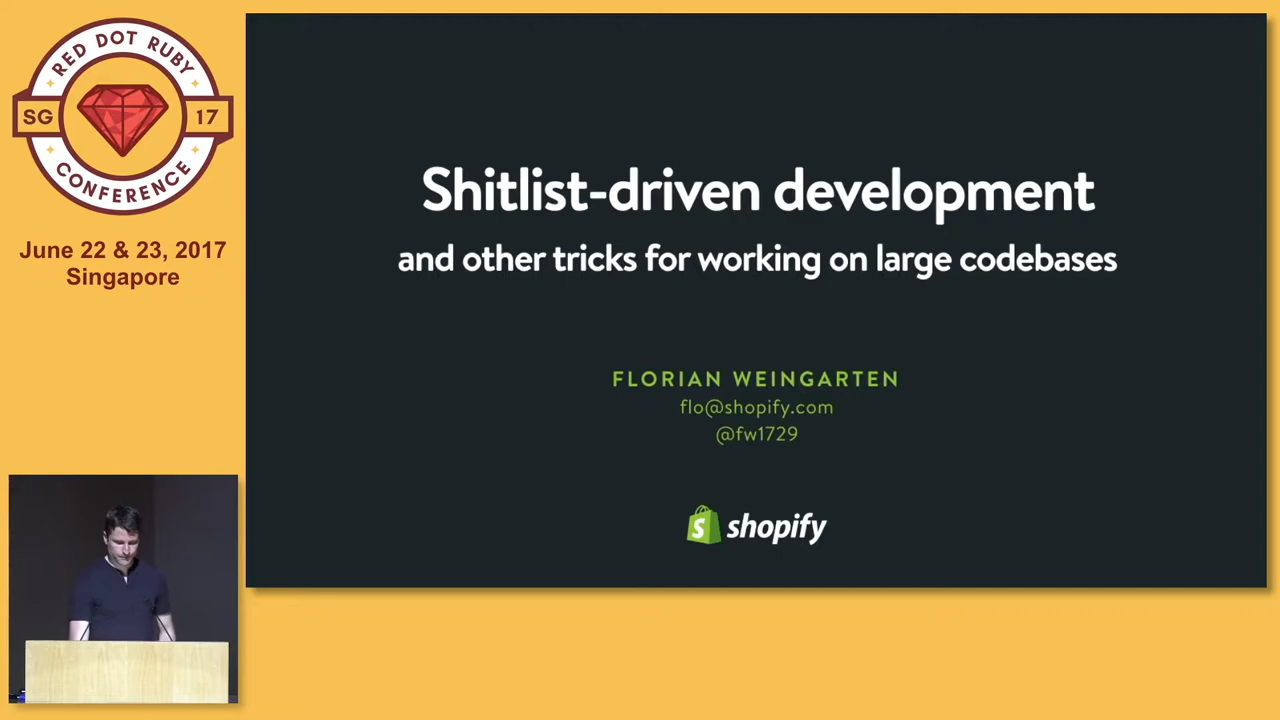 RED DOT RUBY
SG 17
CONFERENCE
June 22 & 23, 2017
Singapore
Shitlist-driven development
and other tricks for working on large codebases
FLORIAN WEINGARTEN
flo@shopify.com
@fw1729
shopify